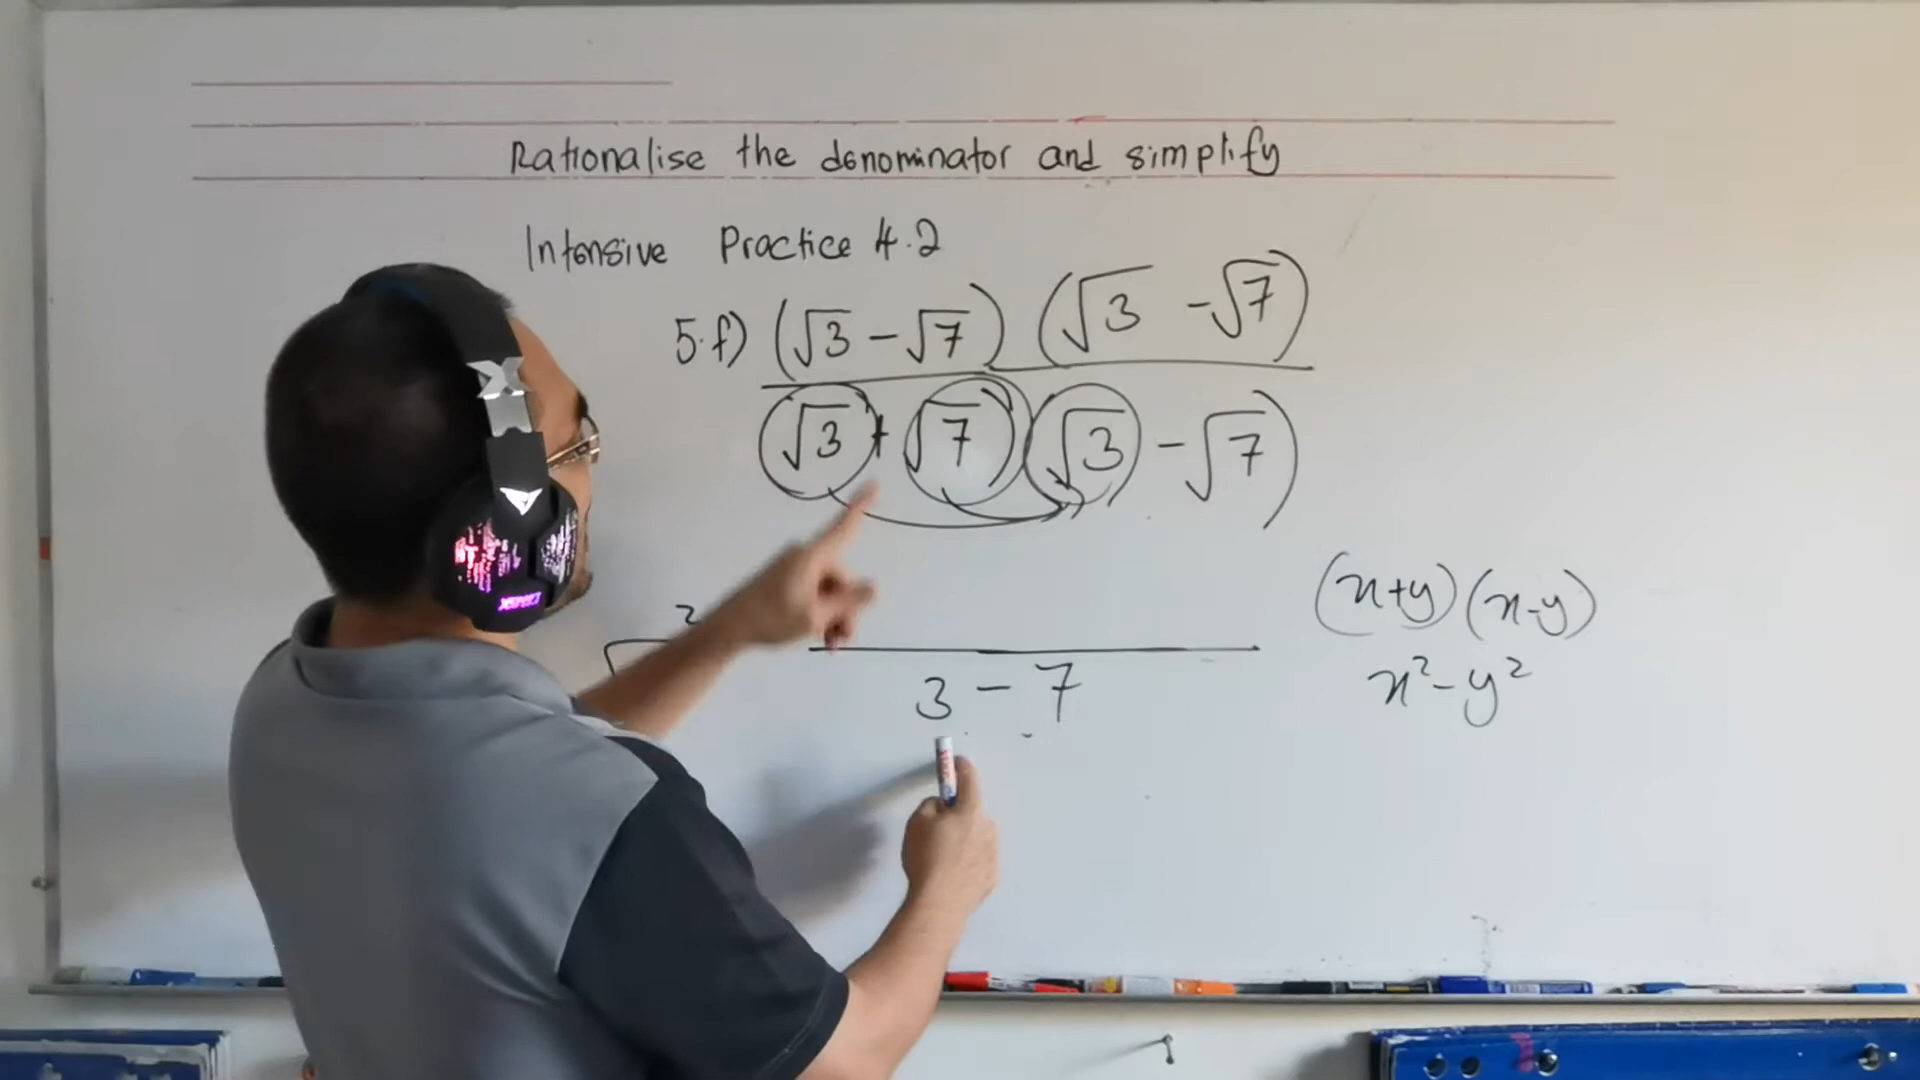 Rationalise the denominator and simplify
Intensive Practice 4.2
5.f) (√3 - √7) (√3 - √7)
(√3 + √7)(√3 - √7)
(x+y)(x-y)
2
3 - 7
x² - y²